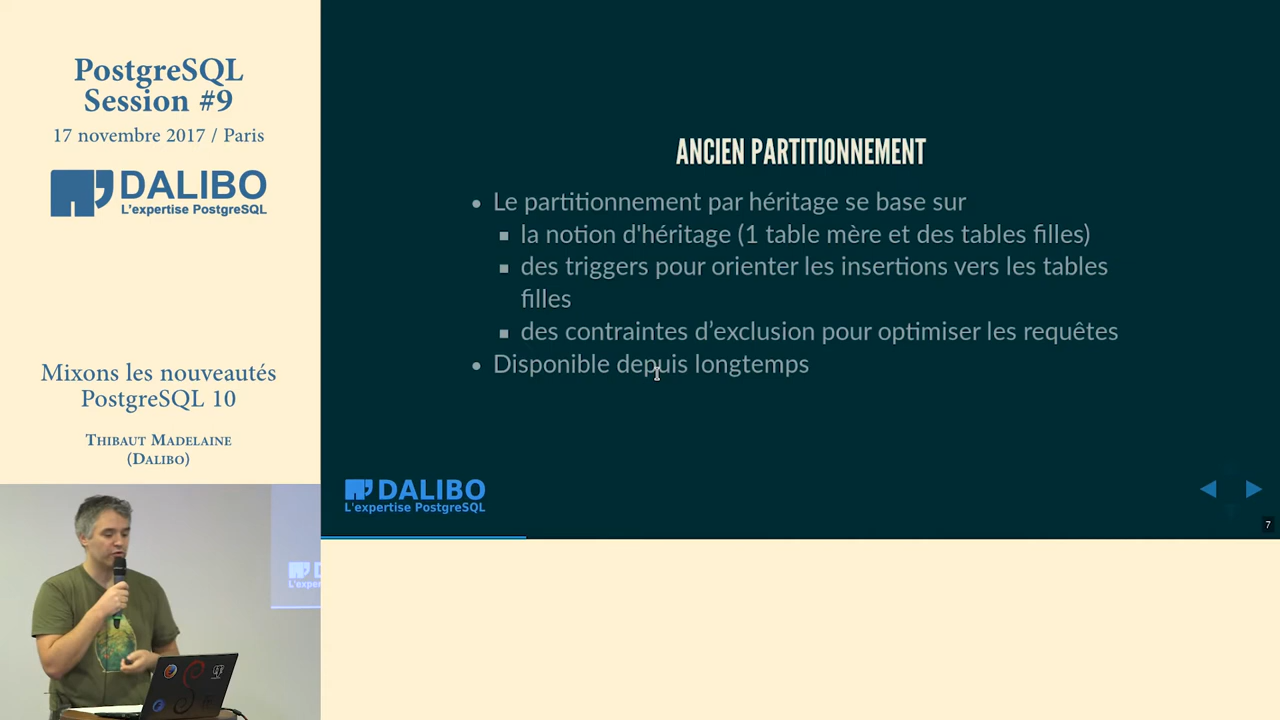 PostgreSQL
Session #9
17 novembre 2017 / Paris
DALIBO
L'expertise PostgreSQL
Mixons les nouveautés
PostgreSQL 10
Thibaut Madelaine
(Dalibo)
ANCIEN PARTITIONNEMENT
Le partitionnement par héritage se base sur
la notion d'héritage (1 table mère et des tables filles)
des triggers pour orienter les insertions vers les tables
filles
des contraintes d’exclusion pour optimiser les requêtes
Disponible depuis longtemps
DALIBO
L'expertise PostgreSQL
7